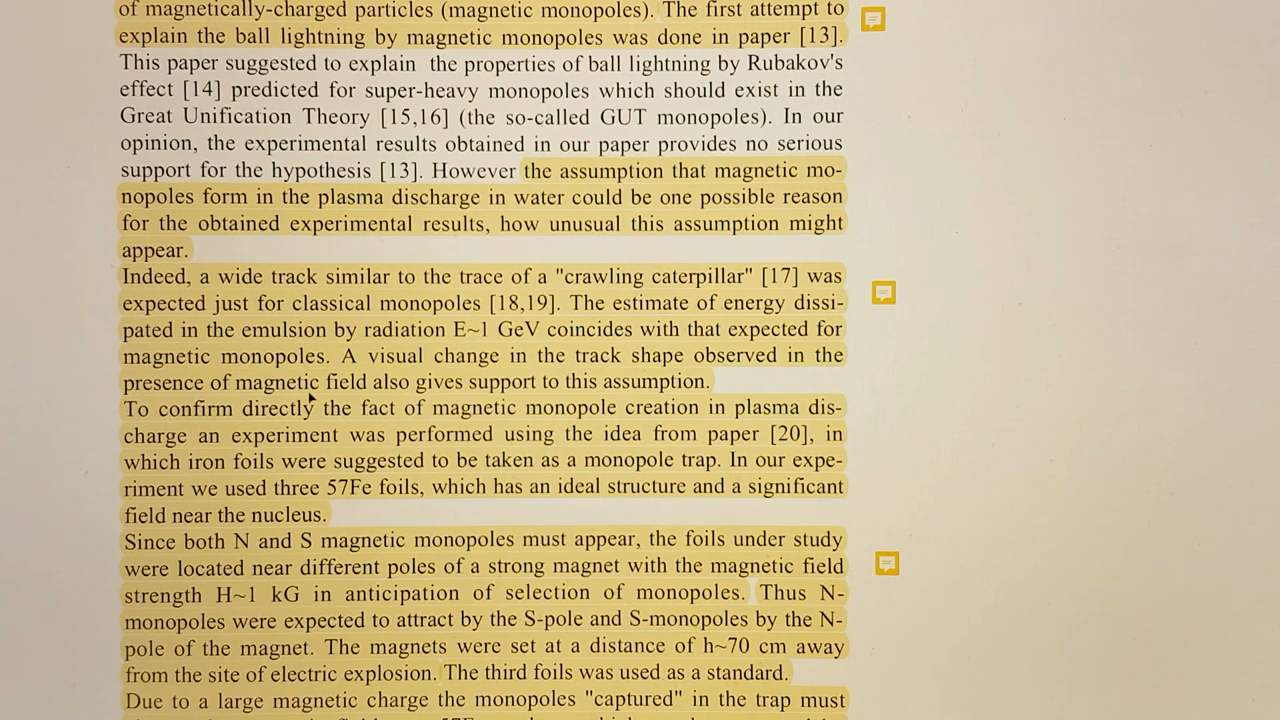 of magnetically-charged particles (magnetic monopoles). The first attempt to
explain the ball lightning by magnetic monopoles was done in paper [13].
This paper suggested to explain the properties of ball lightning by Rubakov's
effect [14] predicted for super-heavy monopoles which should exist in the
Great Unification Theory [15,16] (the so-called GUT monopoles). In our
opinion, the experimental results obtained in our paper provides no serious
support for the hypothesis [13]. However the assumption that magnetic mo-
nopoles form in the plasma discharge in water could be one possible reason
for the obtained experimental results, how unusual this assumption might
appear.
Indeed, a wide track similar to the trace of a "crawling caterpillar" [17] was
expected just for classical monopoles [18,19]. The estimate of energy dissi-
pated in the emulsion by radiation E~1 GeV coincides with that expected for
magnetic monopoles. A visual change in the track shape observed in the
presence of magnetic field also gives support to this assumption.
To confirm directly the fact of magnetic monopole creation in plasma dis-
charge an experiment was performed using the idea from paper [20], in
which iron foils were suggested to be taken as a monopole trap. In our expe-
riment we used three 57Fe foils, which has an ideal structure and a significant
field near the nucleus.
Since both N and S magnetic monopoles must appear, the foils under study
were located near different poles of a strong magnet with the magnetic field
strength H~1 kG in anticipation of selection of monopoles. Thus N-
monopoles were expected to attract by the S-pole and S-monopoles by the N-
pole of the magnet. The magnets were set at a distance of h~70 cm away
from the site of electric explosion. The third foils was used as a standard.
Due to a large magnetic charge the monopoles "captured" in the trap must